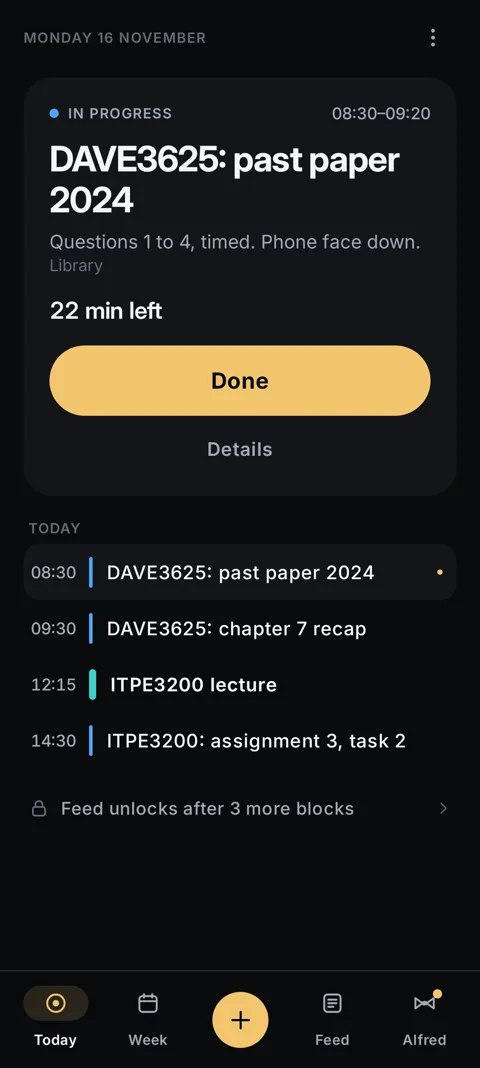 MONDAY 16 NOVEMBER
IN PROGRESS 08:30–09:20
DAVE3625: past paper
2024
Questions 1 to 4, timed. Phone face down.
Library
22 min left
Done
Details
TODAY
08:30 DAVE3625: past paper 2024
09:30 DAVE3625: chapter 7 recap
12:15 ITPE3200 lecture
14:30 ITPE3200: assignment 3, task 2
Feed unlocks after 3 more blocks
Today Week Feed Alfred